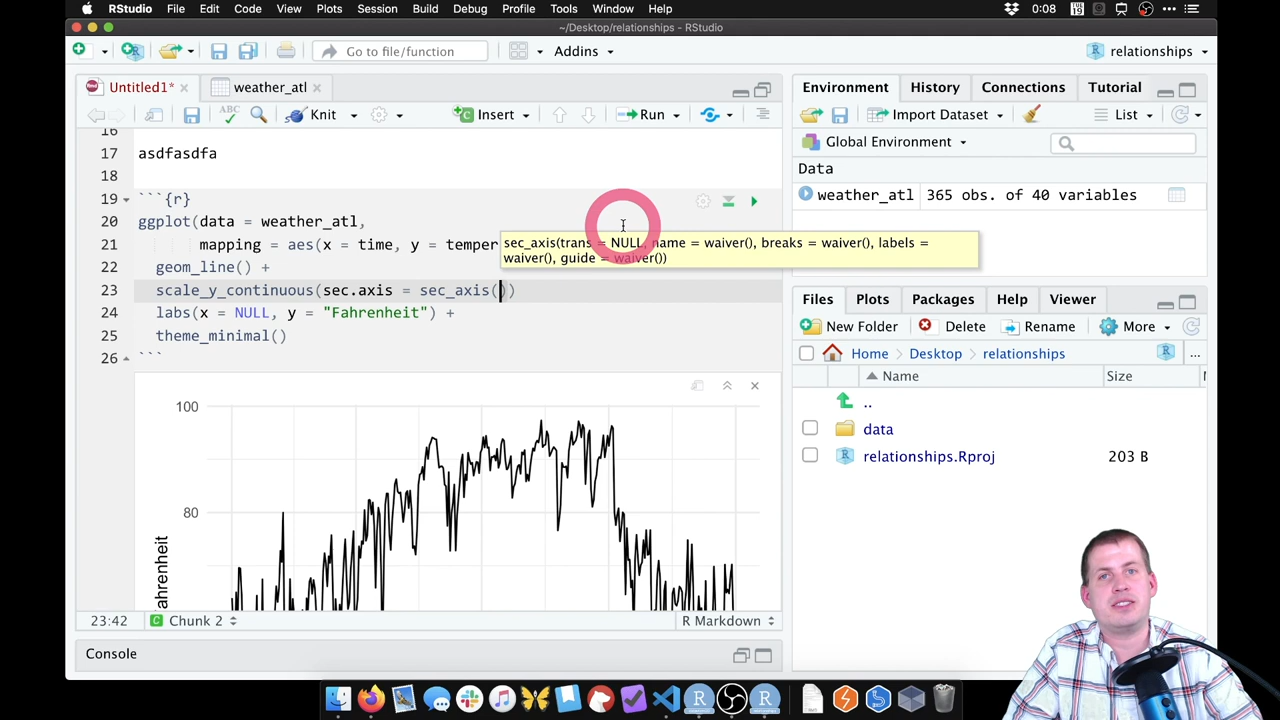 RStudio File Edit Code View Plots Session Build Debug Profile Tools Window Help 0:08 TUE 19
~/Desktop/relationships - RStudio
Go to file/function Addins relationships
Untitled1* weather_atl
ABC Knit Insert Run
16
17 asdfasdfa
18
19 ```{r}
20 ggplot(data = weather_atl,
21 mapping = aes(x = time, y = temper
sec_axis(trans = NULL, name = waiver(), breaks = waiver(), labels =
waiver(), guide = waiver())
22 geom_line() +
23 scale_y_continuous(sec.axis = sec_axis())
24 labs(x = NULL, y = "Fahrenheit") +
25 theme_minimal()
26 ```
100
80
ahrenheit
23:42 Chunk 2 R Markdown
Console
Environment History Connections Tutorial
Import Dataset List
Global Environment
Data
weather_atl 365 obs. of 40 variables
Files Plots Packages Help Viewer
New Folder Delete Rename More
Home Desktop relationships ...
Name Size
..
data
relationships.Rproj 203 B